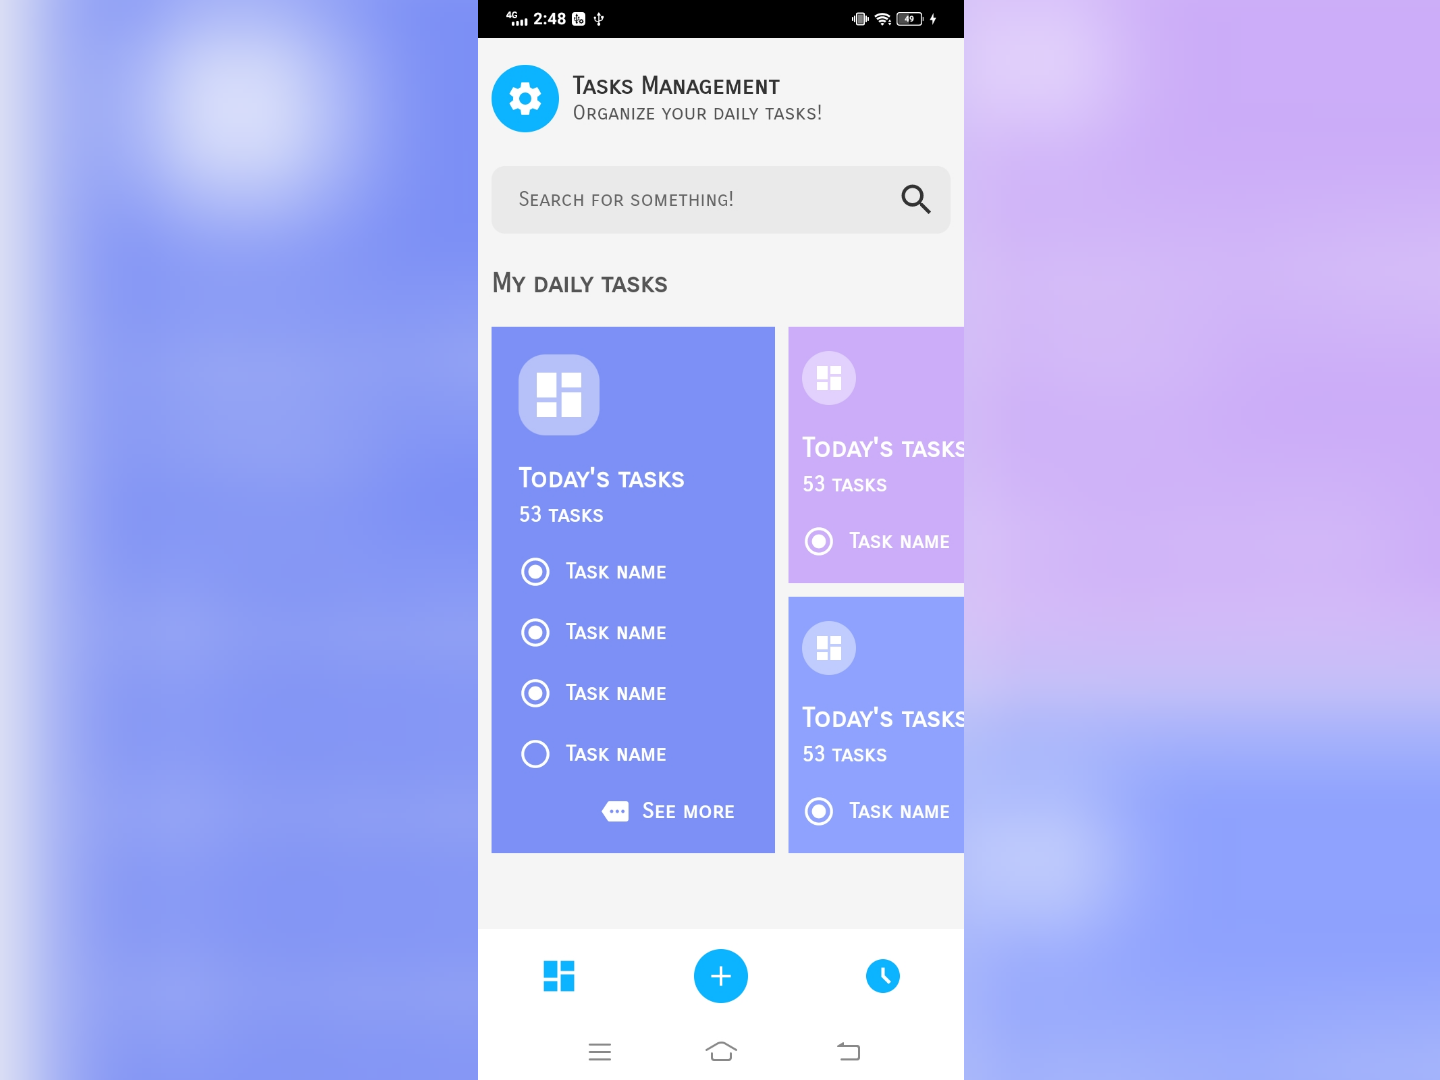 4G 2:48 49
Tasks Management
Organize your daily tasks!
Search for something!
My daily tasks
Today's tasks
53 tasks
Task name
Task name
Task name
Task name
See more
Today's tasks
53 tasks
Task name
Today's tasks
53 tasks
Task name